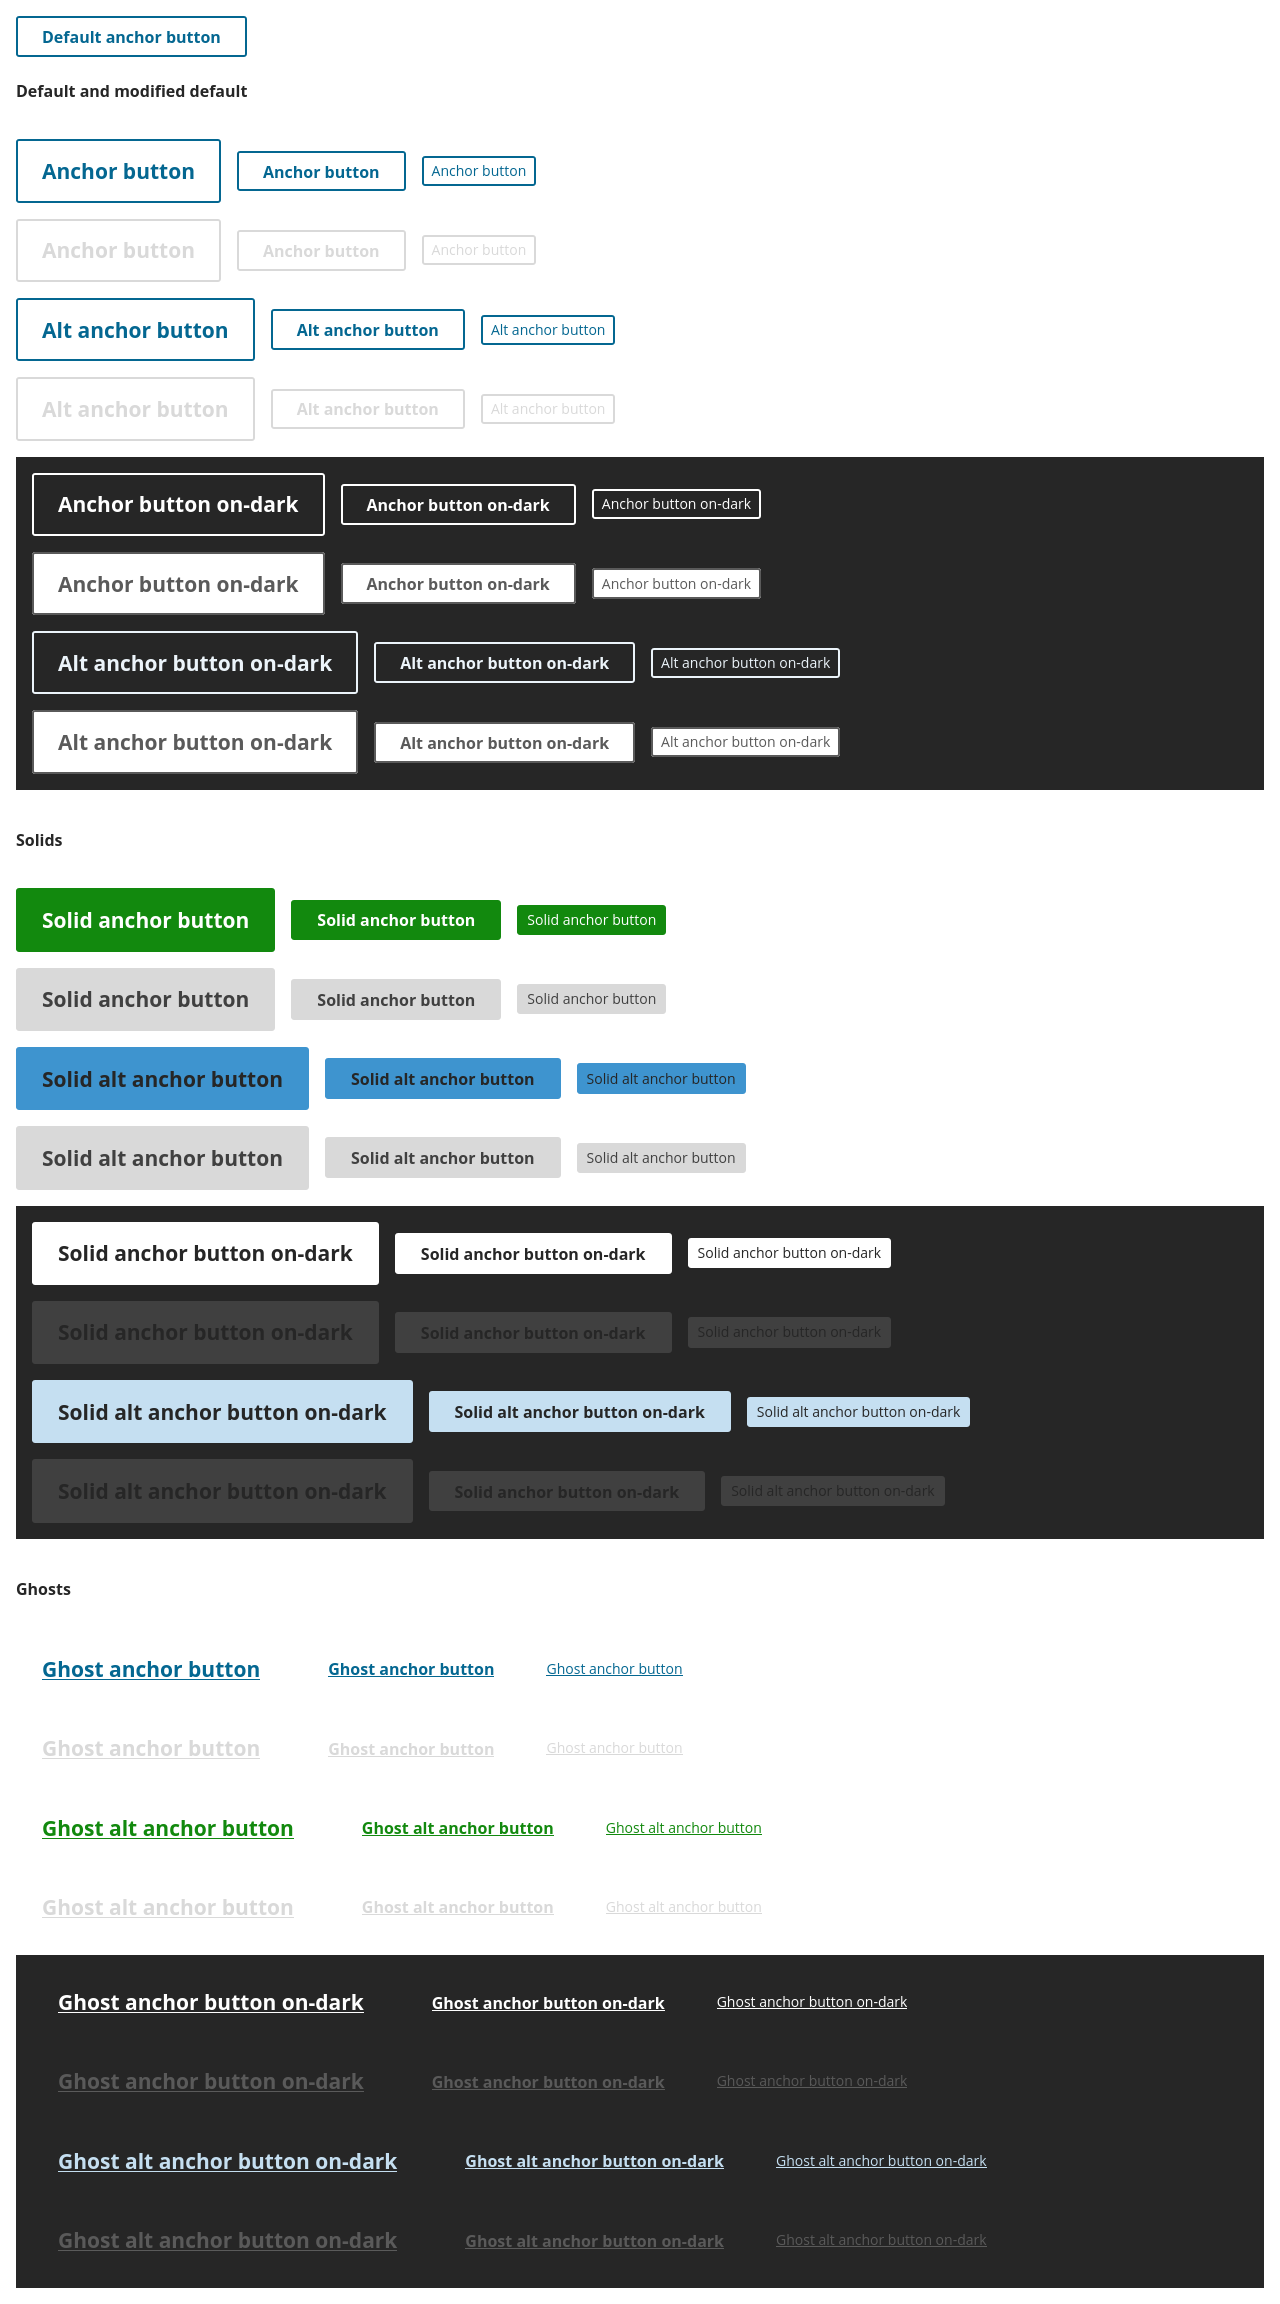 Default anchor button
Default and modified default
Anchor button Anchor button Anchor button
Anchor button Anchor button Anchor button
Alt anchor button Alt anchor button Alt anchor button
Alt anchor button Alt anchor button Alt anchor button
Anchor button on-dark Anchor button on-dark Anchor button on-dark
Anchor button on-dark Anchor button on-dark Anchor button on-dark
Alt anchor button on-dark Alt anchor button on-dark Alt anchor button on-dark
Alt anchor button on-dark Alt anchor button on-dark Alt anchor button on-dark
Solids
Solid anchor button Solid anchor button Solid anchor button
Solid anchor button Solid anchor button Solid anchor button
Solid alt anchor button Solid alt anchor button Solid alt anchor button
Solid alt anchor button Solid alt anchor button Solid alt anchor button
Solid anchor button on-dark Solid anchor button on-dark Solid anchor button on-dark
Solid anchor button on-dark Solid anchor button on-dark Solid anchor button on-dark
Solid alt anchor button on-dark Solid alt anchor button on-dark Solid alt anchor button on-dark
Solid alt anchor button on-dark Solid anchor button on-dark Solid alt anchor button on-dark
Ghosts
Ghost anchor button Ghost anchor button Ghost anchor button
Ghost anchor button Ghost anchor button Ghost anchor button
Ghost alt anchor button Ghost alt anchor button Ghost alt anchor button
Ghost alt anchor button Ghost alt anchor button Ghost alt anchor button
Ghost anchor button on-dark Ghost anchor button on-dark Ghost anchor button on-dark
Ghost anchor button on-dark Ghost anchor button on-dark Ghost anchor button on-dark
Ghost alt anchor button on-dark Ghost alt anchor button on-dark Ghost alt anchor button on-dark
Ghost alt anchor button on-dark Ghost alt anchor button on-dark Ghost alt anchor button on-dark